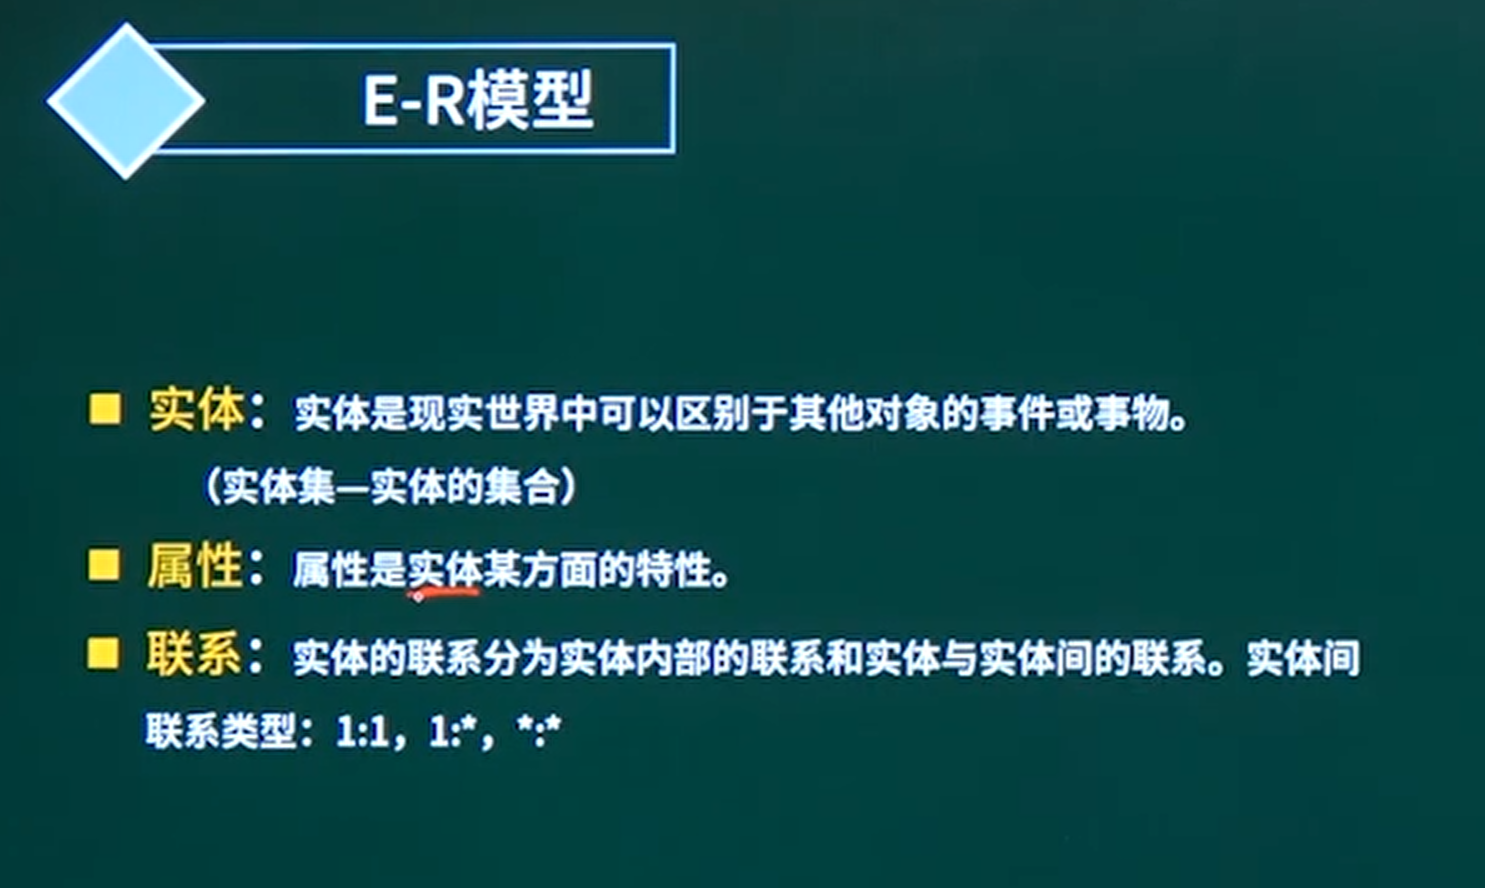 E-R模型
实体：实体是现实世界中可以区别于其他对象的事件或事物。
（实体集—实体的集合）
属性：属性是实体某方面的特性。
联系：实体的联系分为实体内部的联系和实体与实体间的联系。实体间
联系类型：1:1，1:*，*:*